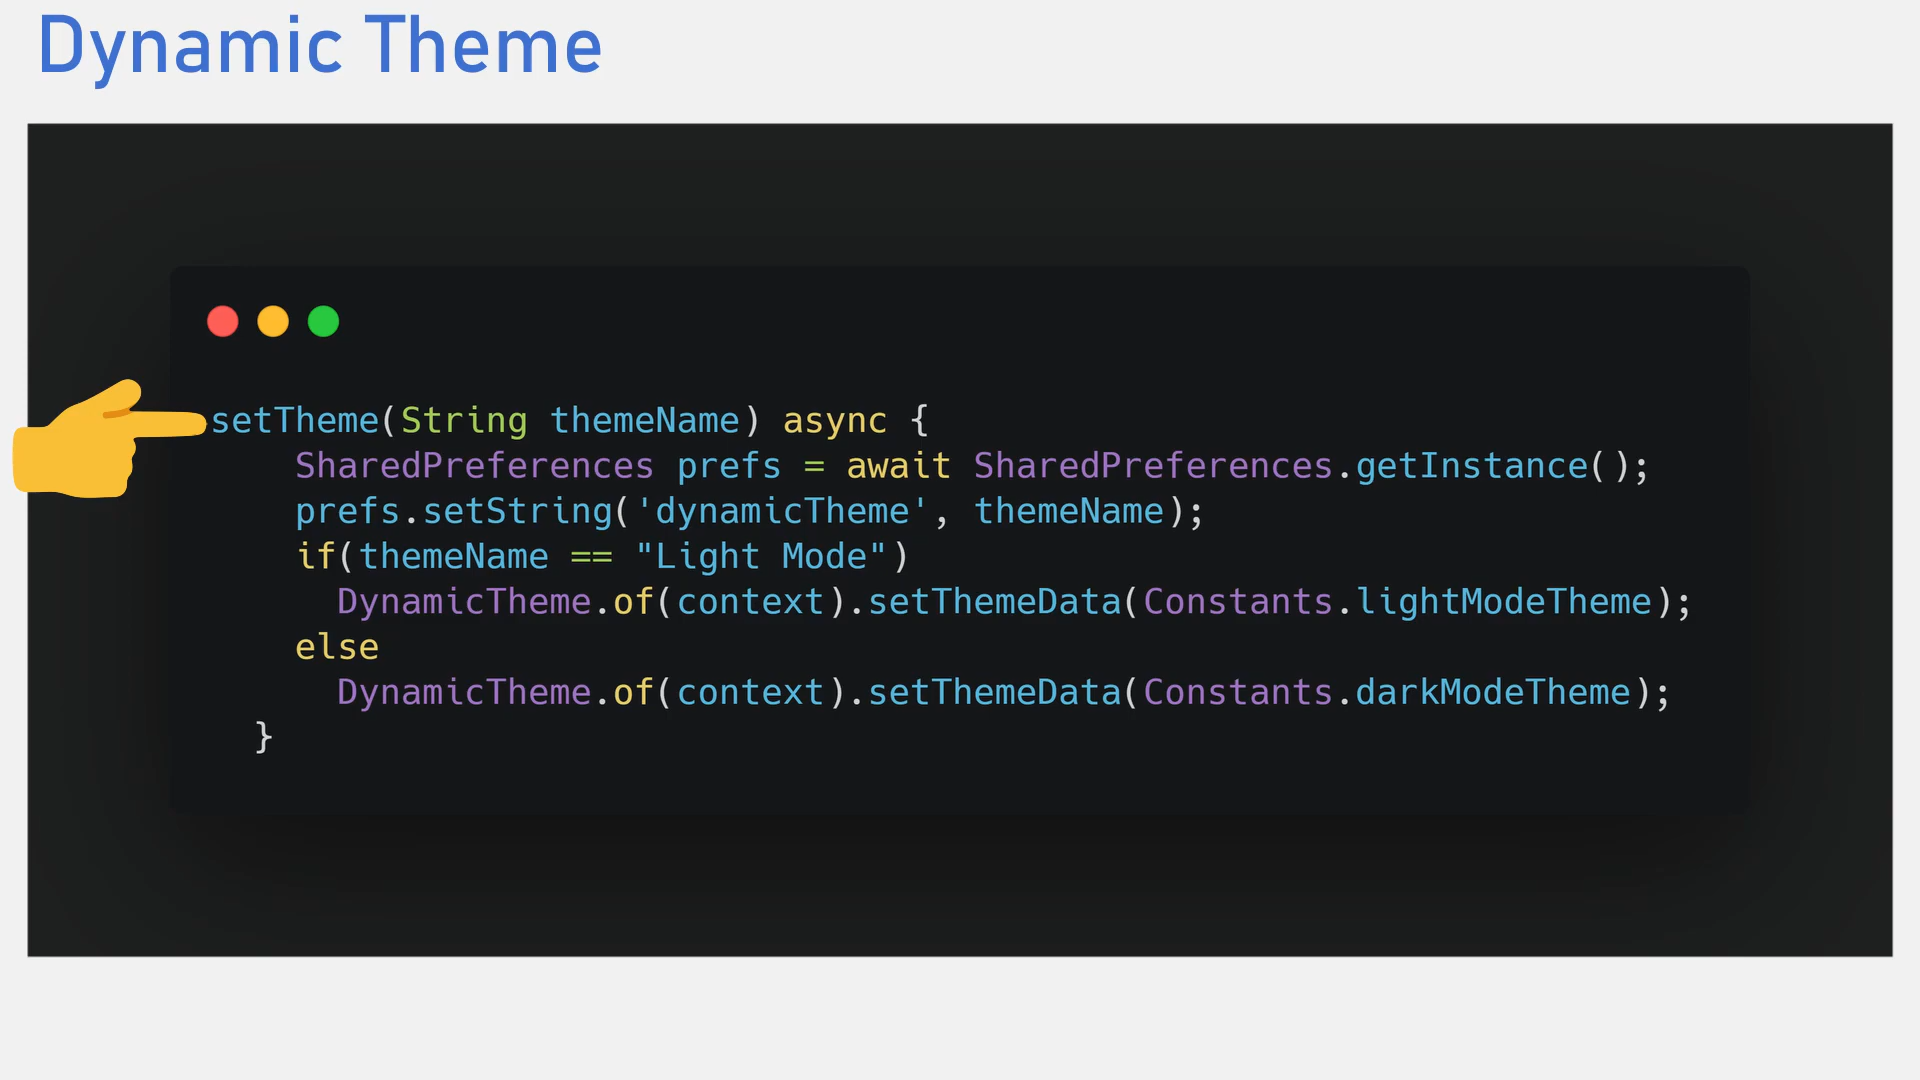 Dynamic Theme
setTheme(String themeName) async {
SharedPreferences prefs = await SharedPreferences.getInstance();
prefs.setString('dynamicTheme', themeName);
if(themeName == "Light Mode")
DynamicTheme.of(context).setThemeData(Constants.lightModeTheme);
else
DynamicTheme.of(context).setThemeData(Constants.darkModeTheme);
}